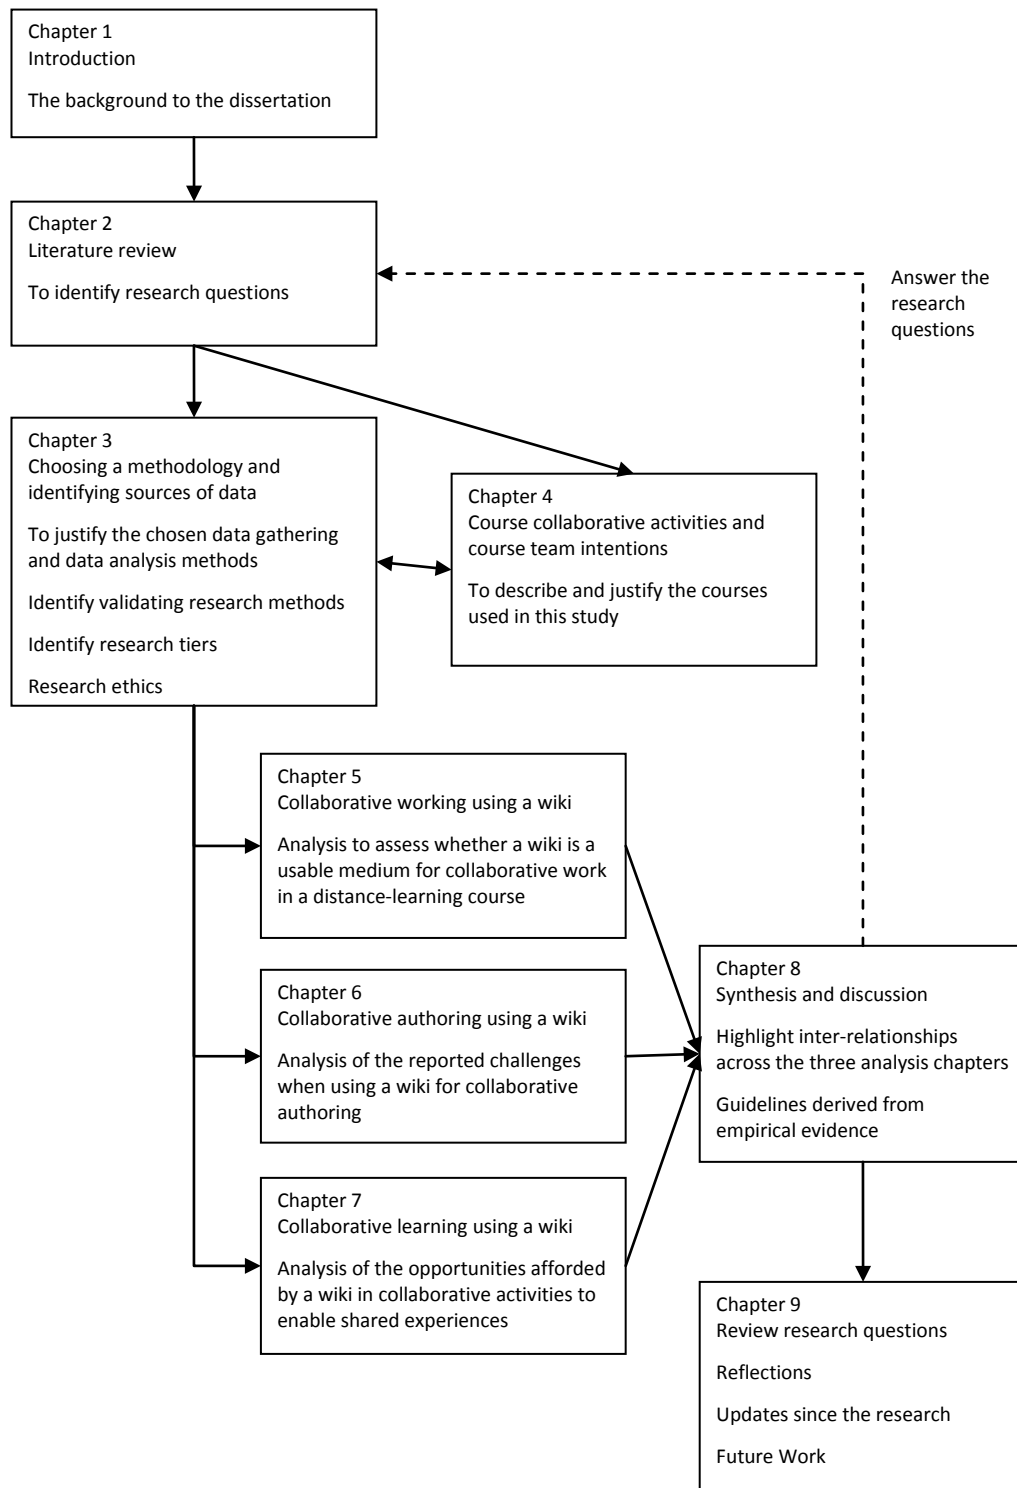 Chapter 1
Introduction
The background to the dissertation
Chapter 2
Literature review
To identify research questions
Answer the
research
questions
Chapter 3
Choosing a methodology and
identifying sources of data
To justify the chosen data gathering
and data analysis methods
Identify validating research methods
Identify research tiers
Research ethics
Chapter 4
Course collaborative activities and
course team intentions
To describe and justify the courses
used in this study
Chapter 5
Collaborative working using a wiki
Analysis to assess whether a wiki is a
usable medium for collaborative work
in a distance-learning course
Chapter 6
Collaborative authoring using a wiki
Analysis of the reported challenges
when using a wiki for collaborative
authoring
Chapter 7
Collaborative learning using a wiki
Analysis of the opportunities afforded
by a wiki in collaborative activities to
enable shared experiences
Chapter 8
Synthesis and discussion
Highlight inter-relationships
across the three analysis chapters
Guidelines derived from
empirical evidence
Chapter 9
Review research questions
Reflections
Updates since the research
Future Work